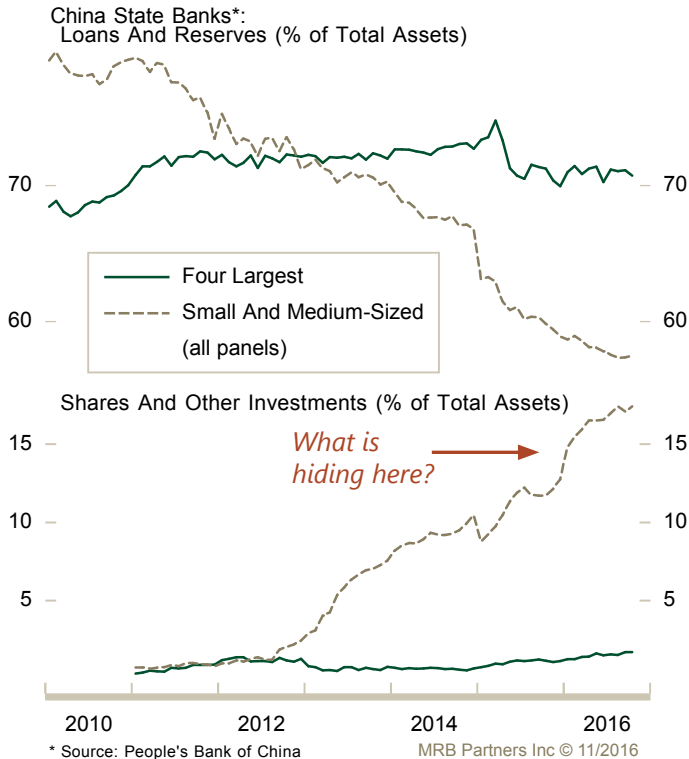 China State Banks*:
Loans And Reserves (% of Total Assets)
70 70
Four Largest
Small And Medium-Sized
(all panels)
60 60
Shares And Other Investments (% of Total Assets)
What is
hiding here?
15 15
10 10
5 5
2010 2012 2014 2016
* Source: People's Bank of China MRB Partners Inc © 11/2016